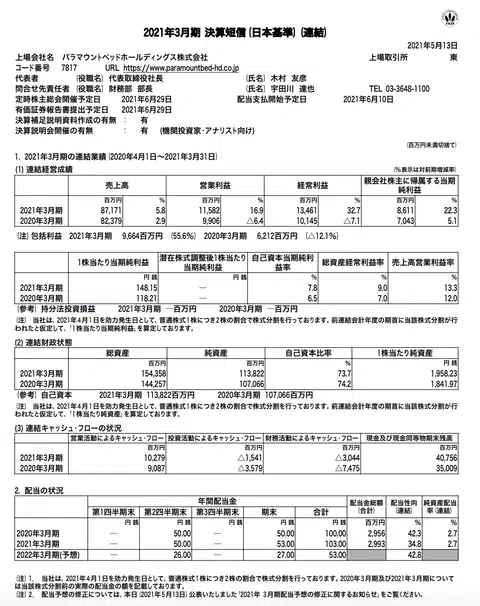 2021年3月期 決算短信〔日本基準〕(連結)
2021年5月13日
上場会社名 パラマウントベッドホールディングス株式会社 上場取引所 東
コード番号 7817 URL https://www.paramountbed-hd.co.jp
代表者 (役職名) 代表取締役社長 (氏名) 木村 友彦
問合せ先責任者 (役職名) 財務部 部長 (氏名) 宇田川 達也 TEL 03-3648-1100
定時株主総会開催予定日 2021年6月29日 配当支払開始予定日 2021年6月10日
有価証券報告書提出予定日 2021年6月29日
決算補足説明資料作成の有無 : 有
決算説明会開催の有無 : 有 (機関投資家・アナリスト向け)
(百万円未満切捨て)
1. 2021年3月期の連結業績(2020年4月1日~2021年3月31日)
(1) 連結経営成績 (%表示は対前期増減率)
売上高 営業利益 経常利益 親会社株主に帰属する当期純利益
百万円 % 百万円 % 百万円 % 百万円 %
2021年3月期 87,171 5.8 11,582 16.9 13,461 32.7 8,611 22.3
2020年3月期 82,379 2.9 9,906 △6.4 10,145 △7.1 7,043 5.1
(注) 包括利益 2021年3月期 9,664百万円 (55.6%) 2020年3月期 6,212百万円 (△12.1%)
1株当たり当期純利益 潜在株式調整後1株当たり当期純利益 自己資本当期純利益率 総資産経常利益率 売上高営業利益率
円 銭 円 銭 % % %
2021年3月期 148.15 — 7.8 9.0 13.3
2020年3月期 118.21 — 6.5 7.0 12.0
(参考) 持分法投資損益 2021年3月期 —百万円 2020年3月期 —百万円
(注) 当社は、2021年4月1日を効力発生日として、普通株式1株につき2株の割合で株式分割を行っております。前連結会計年度の期首に当該株式分割が行
われたと仮定して、「1株当たり当期純利益」を算定しております。
(2) 連結財政状態
総資産 純資産 自己資本比率 1株当たり純資産
百万円 百万円 % 円 銭
2021年3月期 154,358 113,822 73.7 1,958.23
2020年3月期 144,257 107,066 74.2 1,841.97
(参考) 自己資本 2021年3月期 113,822百万円 2020年3月期 107,066百万円
(注) 当社は、2021年4月1日を効力発生日として、普通株式1株につき2株の割合で株式分割を行っております。前連結会計年度の期首に当該株式分割が行
われたと仮定して、「1株当たり純資産」を算定しております。
(3) 連結キャッシュ・フローの状況
営業活動によるキャッシュ・フロー 投資活動によるキャッシュ・フロー 財務活動によるキャッシュ・フロー 現金及び現金同等物期末残高
百万円 百万円 百万円 百万円
2021年3月期 10,279 △1,541 △3,044 40,756
2020年3月期 9,087 △3,579 △7,475 35,009
2. 配当の状況
年間配当金 配当金総額(合計) 配当性向(連結) 純資産配当率(連結)
第1四半期末 第2四半期末 第3四半期末 期末 合計
円 銭 円 銭 円 銭 円 銭 円 銭 百万円 % %
2020年3月期 — 50.00 — 50.00 100.00 2,956 42.3 2.7
2021年3月期 — 50.00 — 53.00 103.00 2,993 34.8 2.7
2022年3月期(予想) — 26.00 — 27.00 53.00 42.8
(注) 1. 当社は、2021年4月1日を効力発生日として、普通株式1株につき2株の割合で株式分割を行っております。2020年3月期及び2021年3月期について
は当該株式分割前の実際の配当金の額を記載しております。
(注) 2. 配当予想の修正については、本日(2021年5月13日)公表いたしました「2021年 3月期配当予想の修正に関するお知らせ」をご覧ください。